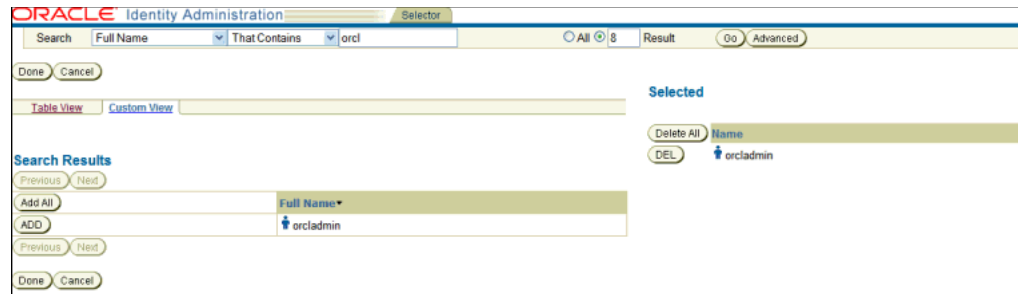 ORACLE Identity Administration Selector
Search Full Name That Contains orcl All 8 Result Go Advanced
Done Cancel
Selected
Table View Custom View
Delete All Name
DEL orcladmin
Search Results
Previous Next
Add All Full Name
ADD orcladmin
Previous Next
Done Cancel